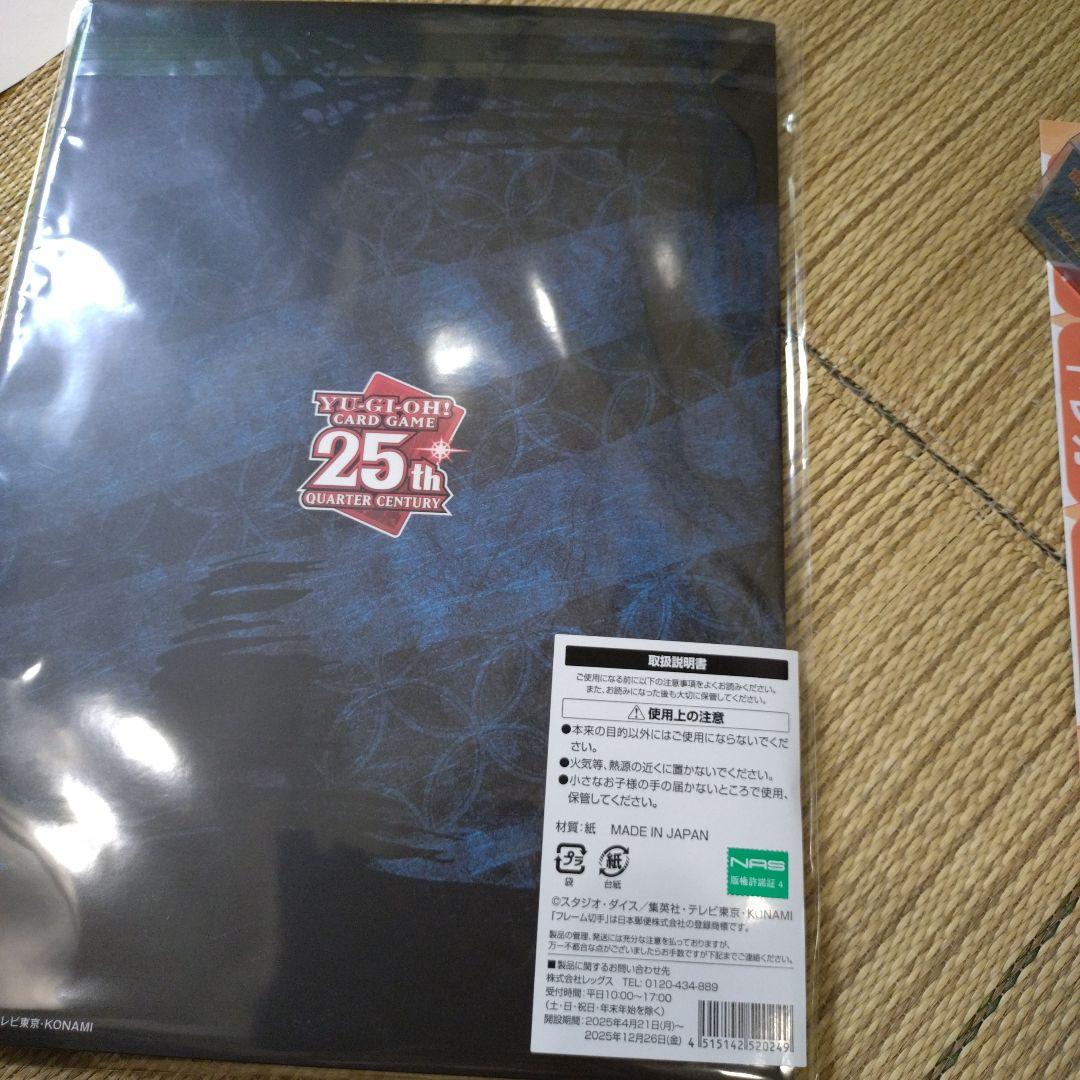 YU-GI-OH!
CARD GAME
25th
QUARTER CENTURY
取扱説明書
ご使用になる前に以下の注意事項をよくお読みください。
また、お読みになった後も大切に保管してください。
使用上の注意
●本来の目的以外にはご使用にならないでくだ
さい。
●火気等、熱源の近くに置かないでください。
●小さなお子様の手の届かないところで使用、
保管してください。
材質:紙 MADE IN JAPAN
プラ
袋
紙
台紙
NAS
版権許諾証 4
©スタジオ・ダイス/集英社・テレビ東京・KONAMI
「フレーム切手」は日本郵便株式会社の登録商標です。
製品の管理、発送には充分な注意を払っておりますが、
万一不都合な点がございましたらお手数ですが下記までご連絡ください。
■製品に関するお問い合わせ先
株式会社レッグス TEL: 0120-434-889
受付時間:平日10:00〜17:00
(土・日・祝日・年末年始を除く)
開設期間:2025年4月21日(月)〜
2025年12月26日(金)
4 515142 520249
レビ東京・KONAMI